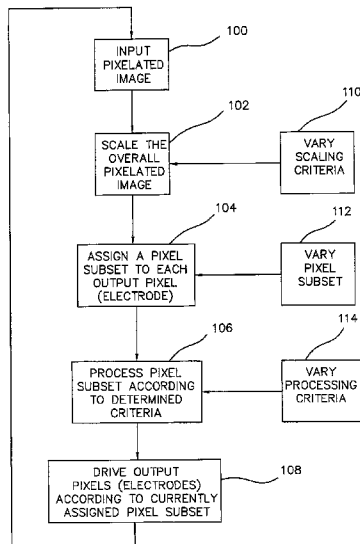 INPUT
PIXELATED
IMAGE
100
SCALE THE
OVERALL
PIXELATED
IMAGE
102
VARY
SCALING
CRITERIA
110
ASSIGN A PIXEL
SUBSET TO EACH
OUTPUT PIXEL
(ELECTRODE)
104
VARY
PIXEL
SUBSET
112
PROCESS PIXEL
SUBSET ACCORDING
TO DETERMINED
CRITERIA
106
VARY
PROCESSING
CRITERIA
114
DRIVE OUTPUT
PIXELS (ELECTRODES)
ACCORDING TO CURRENTLY
ASSIGNED PIXEL SUBSET
108